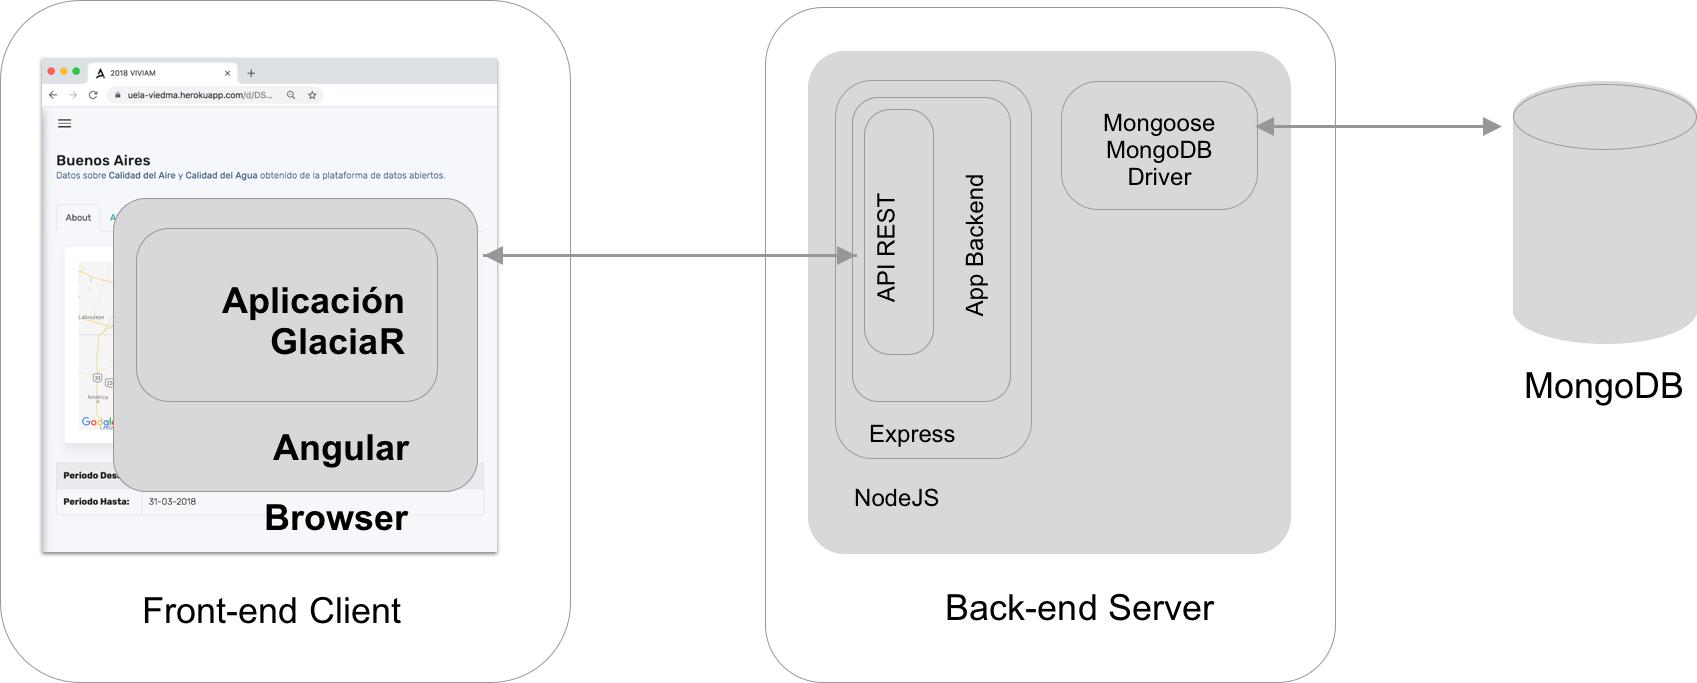 2018 VIVIAM
uela-viedma.herokuapp.com/d/DS...
Buenos Aires
Datos sobre Calidad del Aire y Calidad del Agua obtenido de la plataforma de datos abiertos.
About
A
Laboulaye
33
América
Google
Periodo Des
Periodo Hasta: 31-03-2018
Aplicación
GlaciaR
Angular
Browser
Front-end Client
API REST
App Backend
Express
NodeJS
Mongoose
MongoDB
Driver
Back-end Server
MongoDB